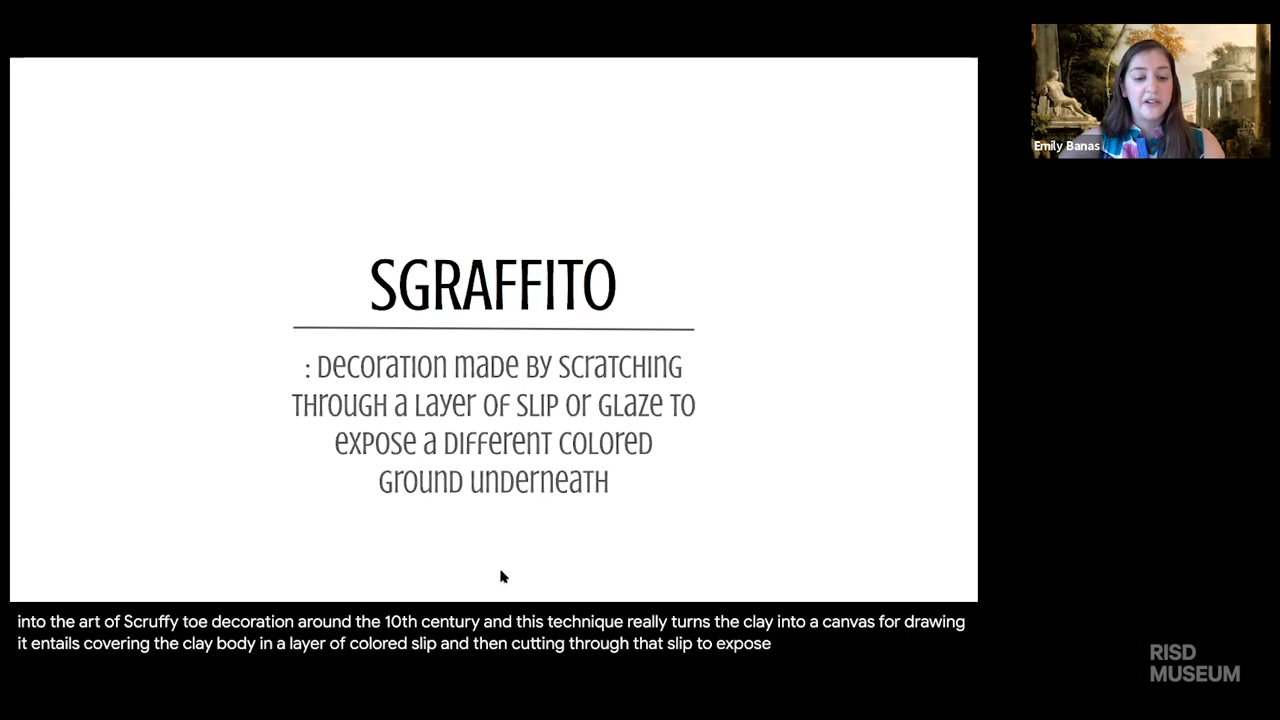 Emily Banas
SGRAFFITO
: Decoration made by scratching
through a layer of slip or glaze to
expose a different colored
ground underneath
into the art of Scruffy toe decoration around the 10th century and this technique really turns the clay into a canvas for drawing
it entails covering the clay body in a layer of colored slip and then cutting through that slip to expose
RISD
MUSEUM